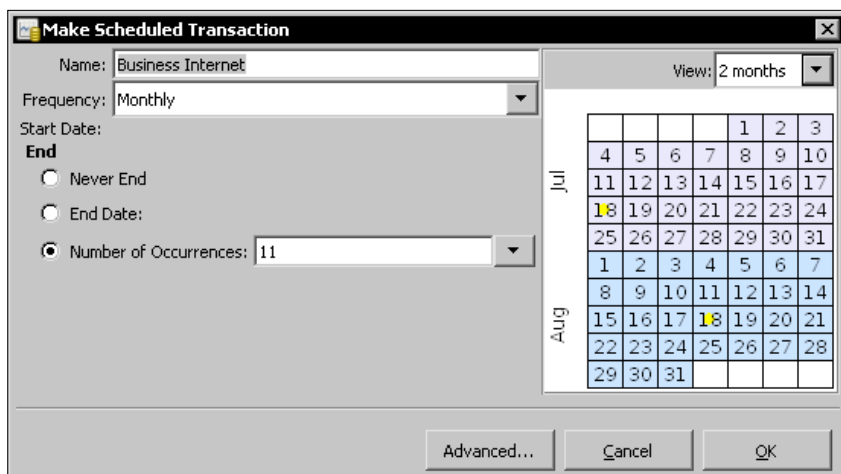 Make Scheduled Transaction
Name: Business Internet
Frequency: Monthly
Start Date:
End
Never End
End Date:
Number of Occurrences: 11
View: 2 months
Jul
1 2 3
4 5 6 7 8 9 10
11 12 13 14 15 16 17
18 19 20 21 22 23 24
25 26 27 28 29 30 31
Aug
1 2 3 4 5 6 7
8 9 10 11 12 13 14
15 16 17 18 19 20 21
22 23 24 25 26 27 28
29 30 31
Advanced... Cancel OK